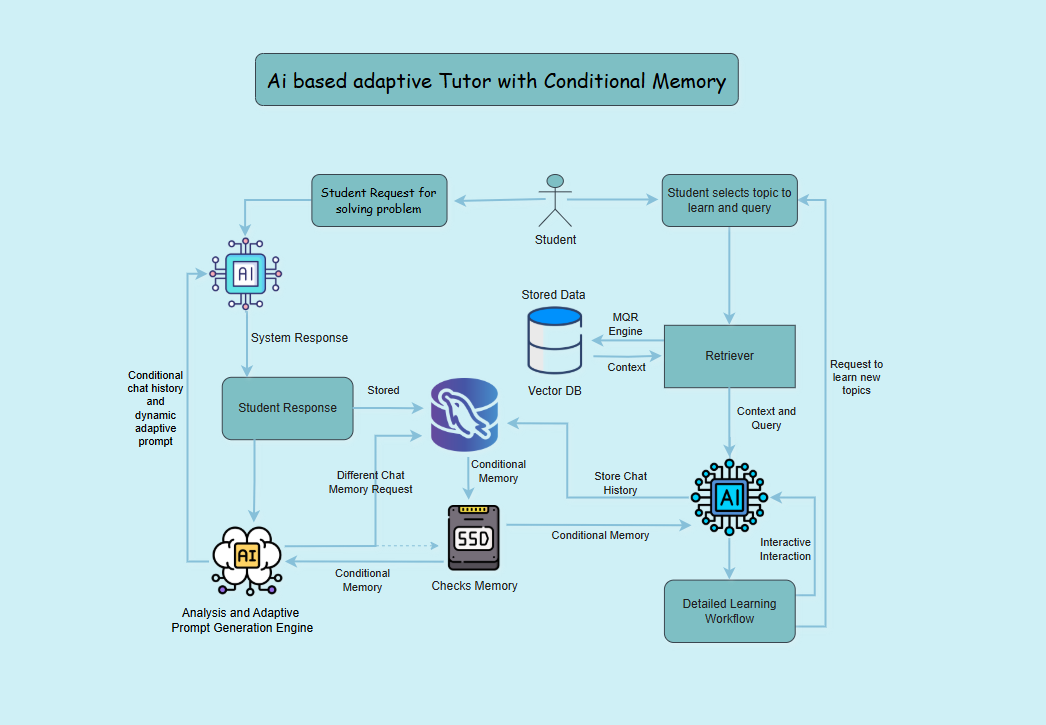 Ai based adaptive Tutor with Conditional Memory
Student Request for
solving problem
Student
Student selects topic to
learn and query
AI
System Response
Stored Data
MQR
Engine
Context
Vector DB
Retriever
Request to
learn new
topics
Conditional
chat history
and
dynamic
adaptive
prompt
Student Response
Stored
Context and
Query
Different Chat
Memory Request
Conditional
Memory
Store Chat
History
AI
SSD
Conditional Memory
Interactive
Interaction
AI
Conditional
Memory
Checks Memory
Analysis and Adaptive
Prompt Generation Engine
Detailed Learning
Workflow